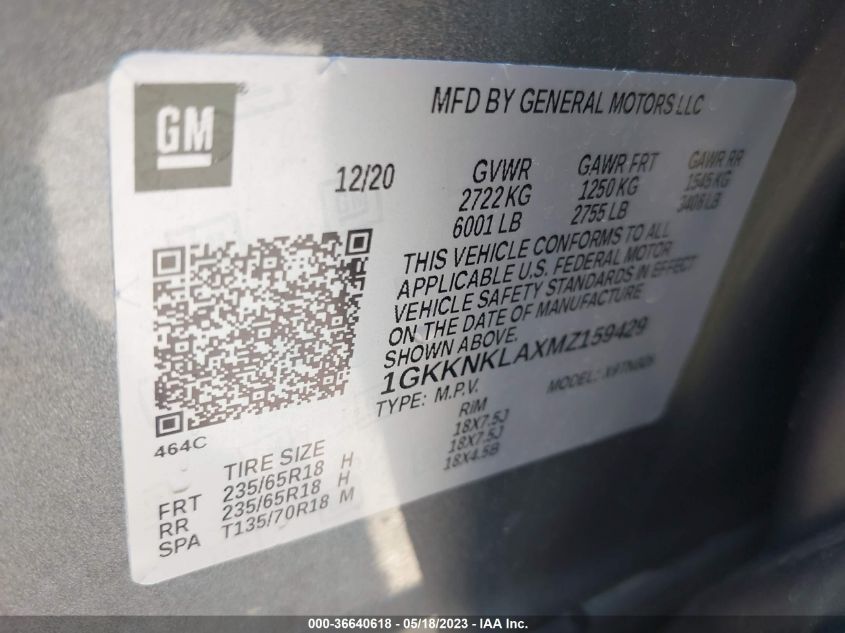 GM ®
MFD BY GENERAL MOTORS LLC
12/20
GVWR GAWR FRT GAWR RR
2722 KG 1250 KG 1545 KG
6001 LB 2755 LB 3406 LB
THIS VEHICLE CONFORMS TO ALL
APPLICABLE U.S. FEDERAL MOTOR
VEHICLE SAFETY STANDARDS IN EFFECT
ON THE DATE OF MANUFACTURE
SHOWN ABOVE.
1GKKNKLAXMZ159429
TYPE: M.P.V. MODEL:
464C
TIRE SIZE RiM
FRT 235/65R18 H 18X7.5J
RR 235/65R18 H 18X7.5J
SPA T135/70R18 M 18X4.5B
000-36640618 - 05/18/2023 - IAA Inc.